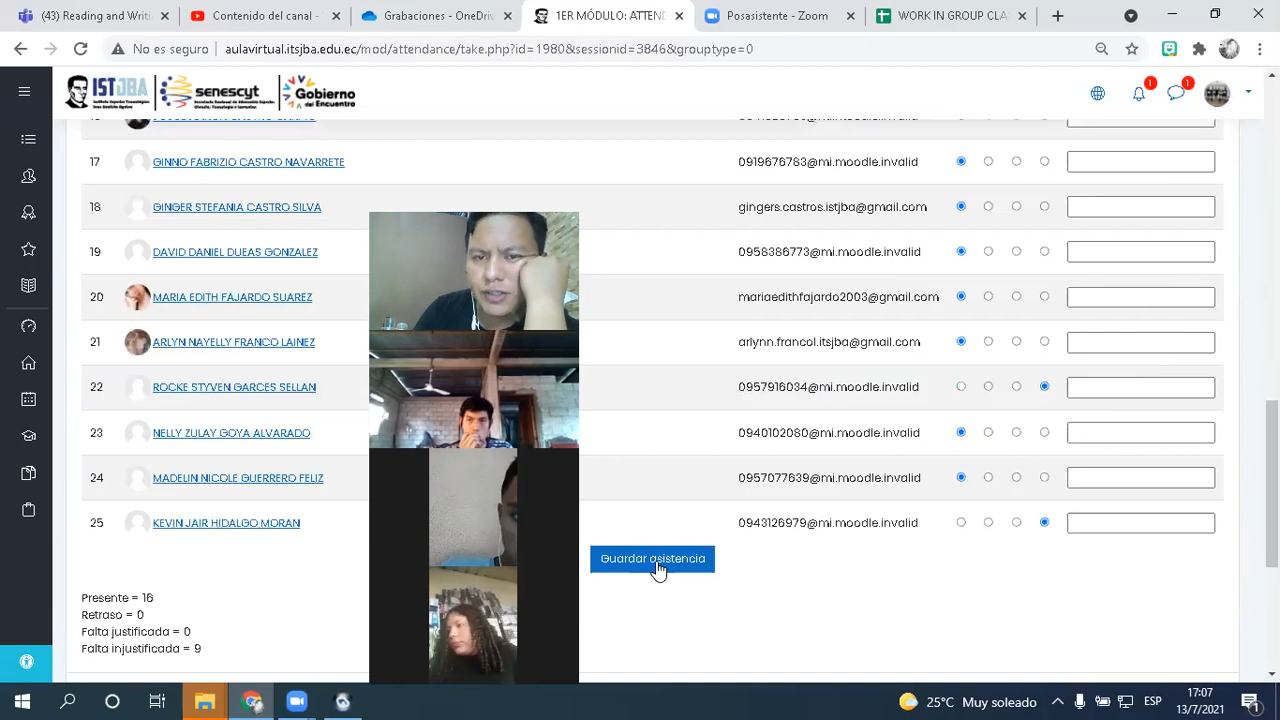 (43) Reproduc
Grabaciones - OneDriv
1ER MÓDULO: ATTEND
Posasistente - Zoom
WORK IN GROUP CLA
No es seguro
aulavirtual.itsjba.edu.ec/mod/attendance/take.php?id=1980&sessionid=3846&grouptype=0
ISTJBA
senescyt
Gobierno
del Encuentro
1
1
17 GINNO FABRIZIO CASTRO NAVARRETE 0919676783@mi.moodle.invalid
18 GINGER STEFANIA CASTRO SILVA gingers.castros.istjba@gmail.com
19 DAVID DANIEL DUEAS GONZALEZ 0958386773@mi.moodle.invalid
20 MARIA EDITH FAJARDO SUAREZ mariaedithfajardo2003@gmail.com
21 ARLYN NAYELLY FRANCO LAINEZ arlynn.francol.itsjba@gmail.com
22 ROCKE STYVEN GARCES SELLAN 0957916034@mi.moodle.invalid
23 NELLY ZULAY GOYA ALVARADO 0940102080@mi.moodle.invalid
24 MADELIN NICOLE GUERRERO FELIZ 0957077639@mi.moodle.invalid
25 KEVIN JAIR HIDALGO MORAN 0943126979@mi.moodle.invalid
Guardar asistencia
Presente = 16
Retraso = 0
Falta justificada = 0
Falta injustificada = 9
25°C Muy soleado
ESP
17:07
13/7/2021
1